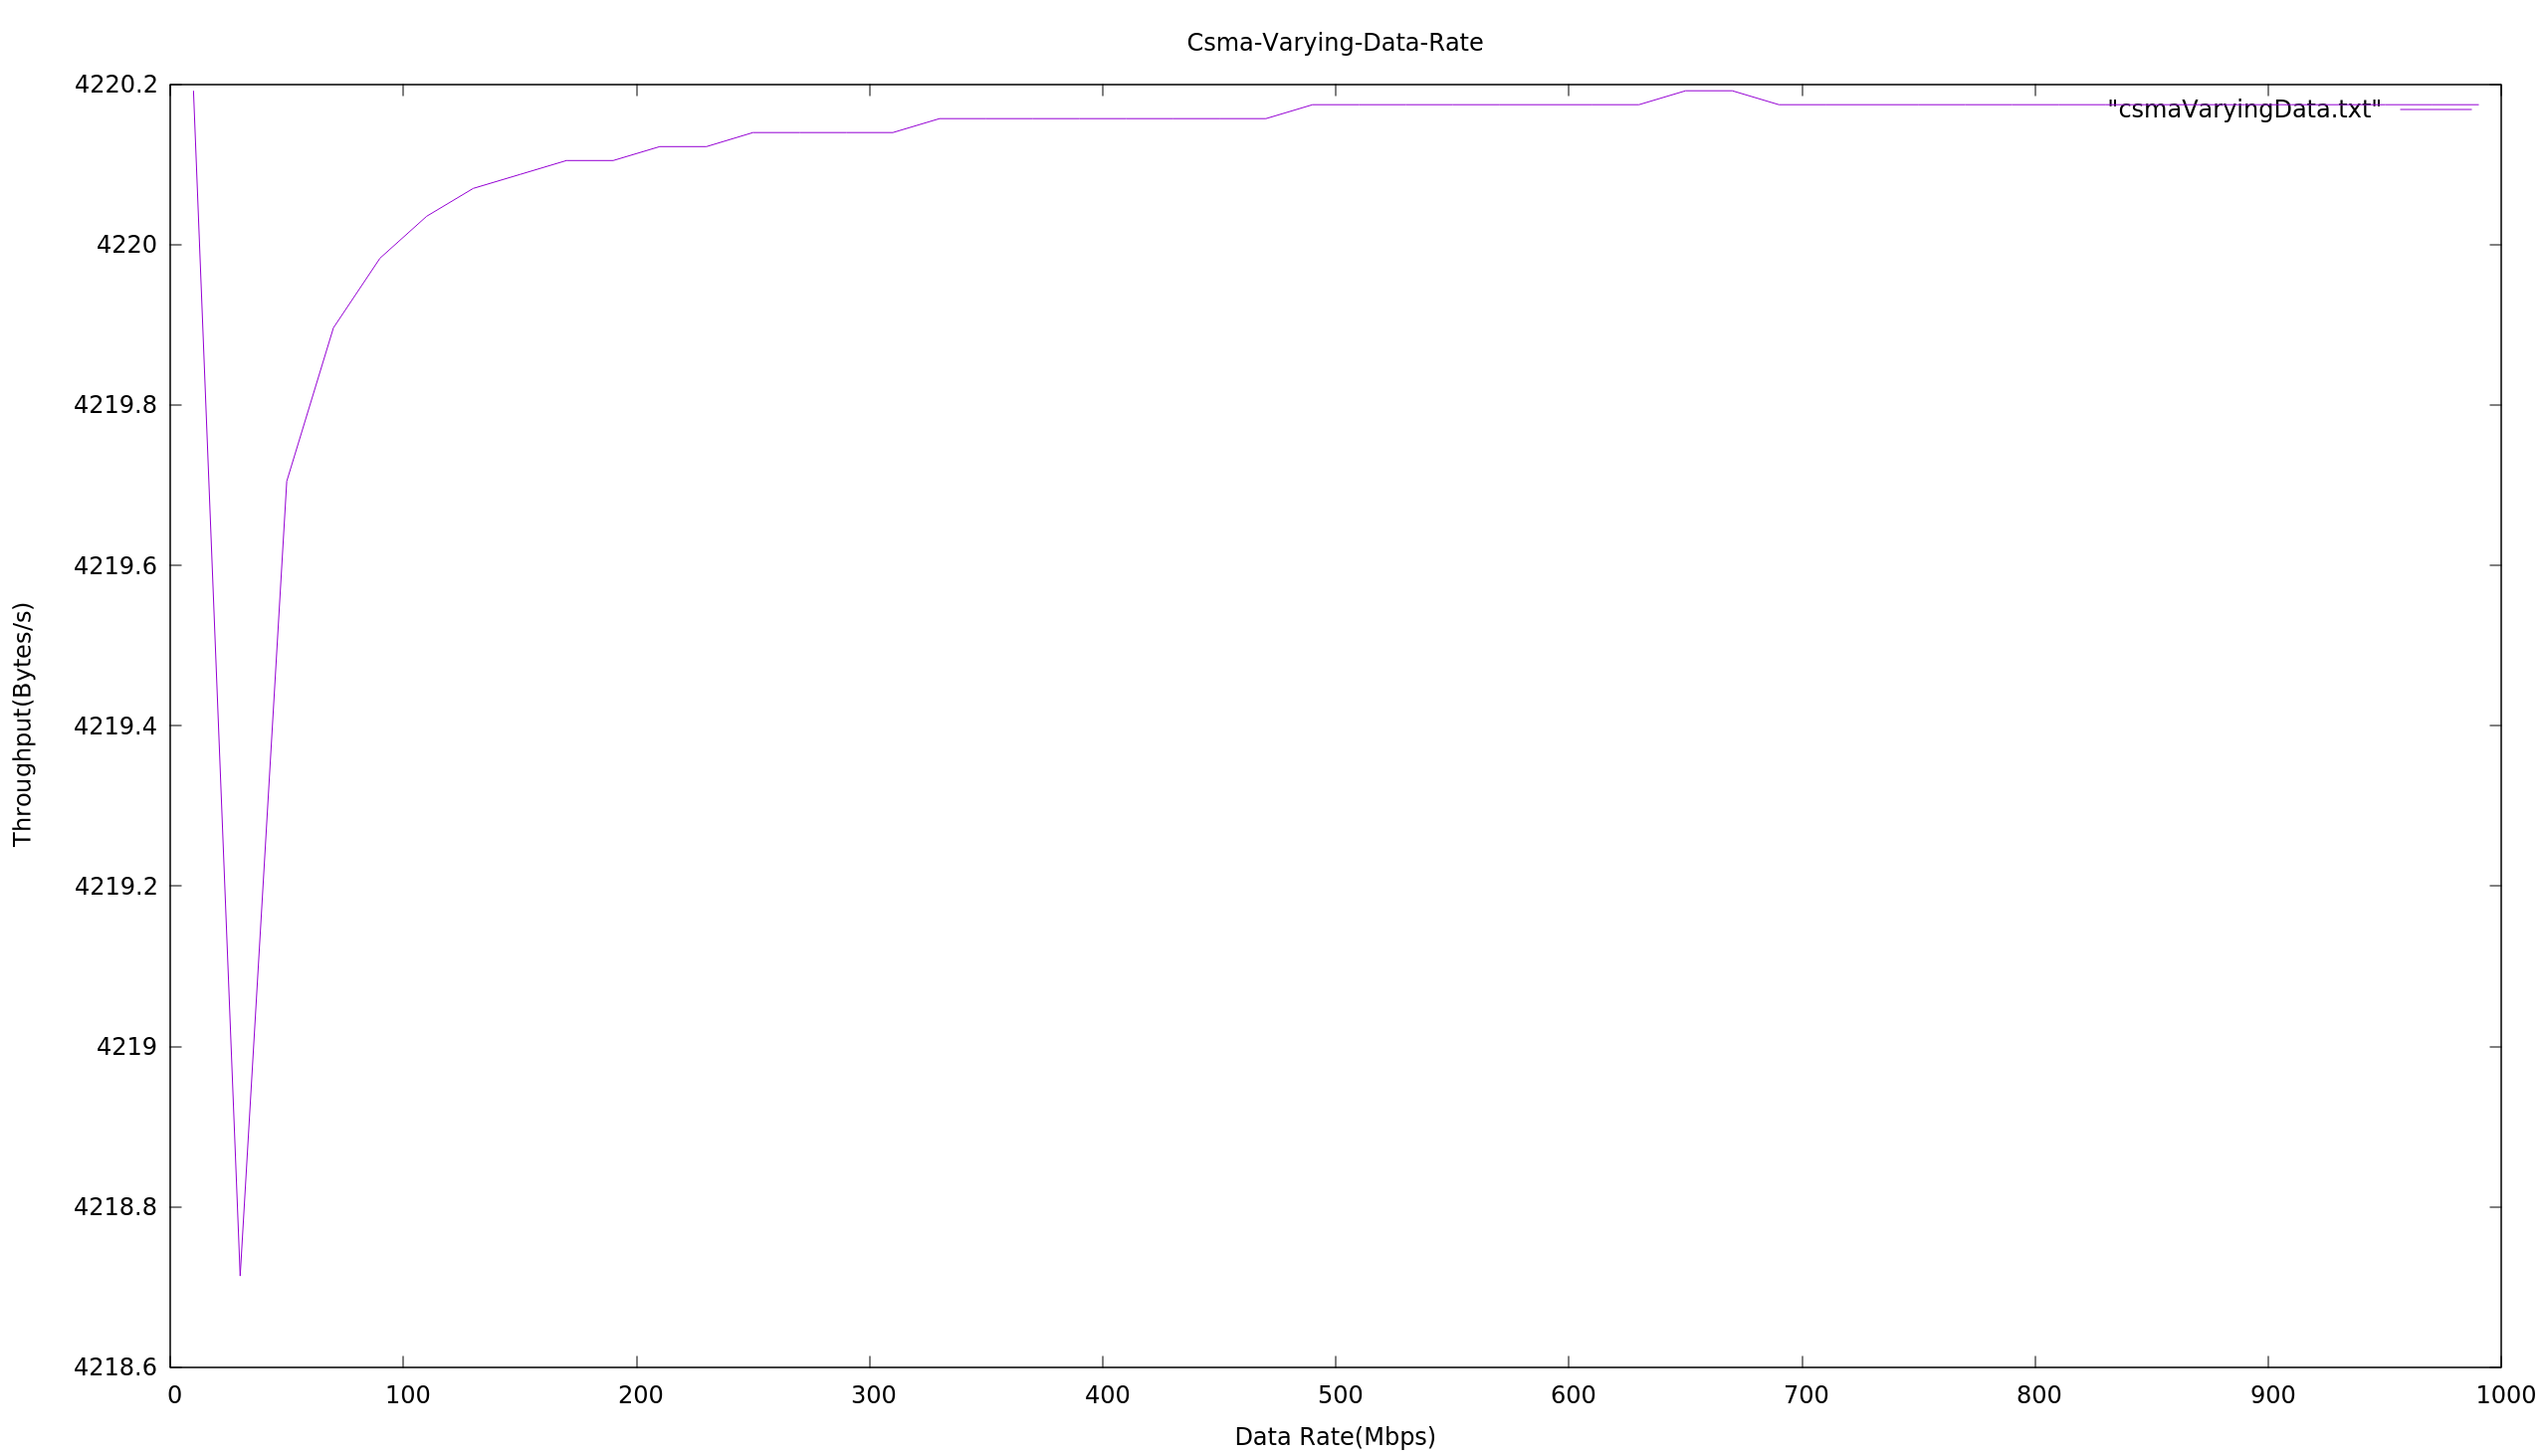 Csma-Varying-Data-Rate
4220.2
"csmaVaryingData.txt"
4220
4219.8
4219.6
4219.4
4219.2
4219
4218.8
4218.6
Throughput(Bytes/s)
0 100 200 300 400 500 600 700 800 900 1000
Data Rate(Mbps)